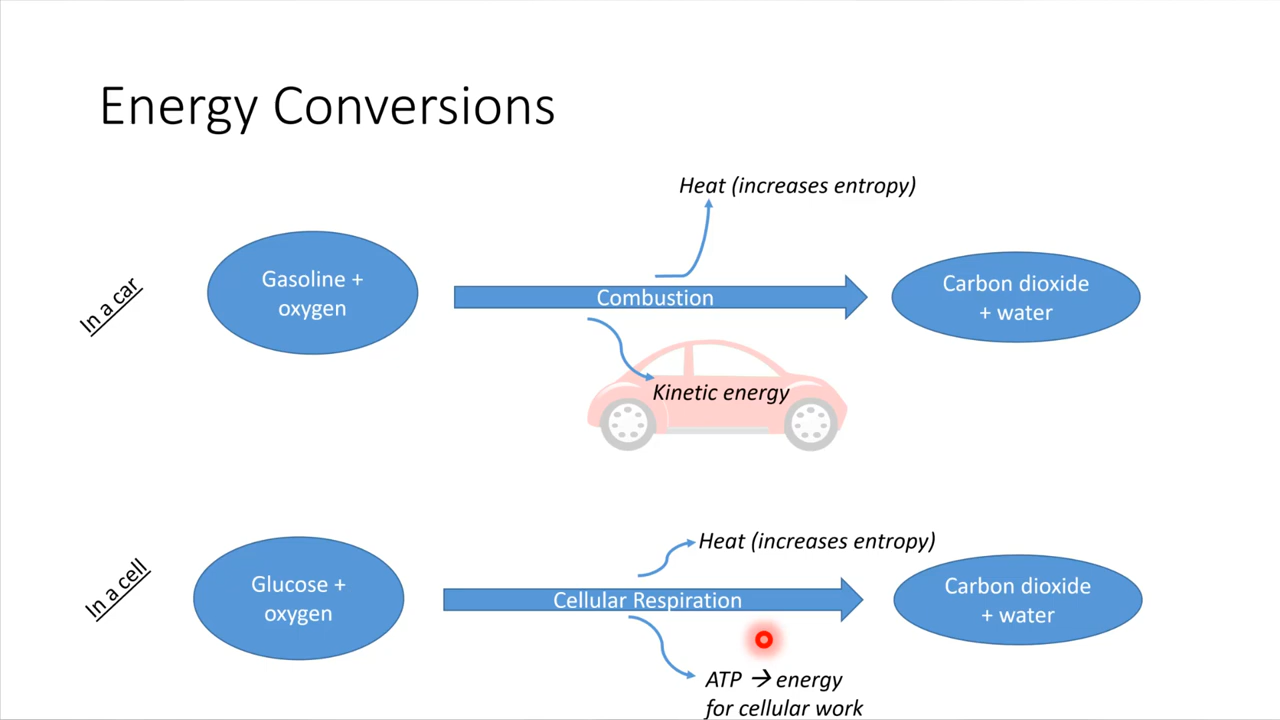 Energy Conversions
Heat (increases entropy)
In a car
Gasoline +
oxygen
Combustion
Carbon dioxide
+ water
Kinetic energy
In a cell
Glucose +
oxygen
Heat (increases entropy)
Cellular Respiration
Carbon dioxide
+ water
ATP → energy
for cellular work